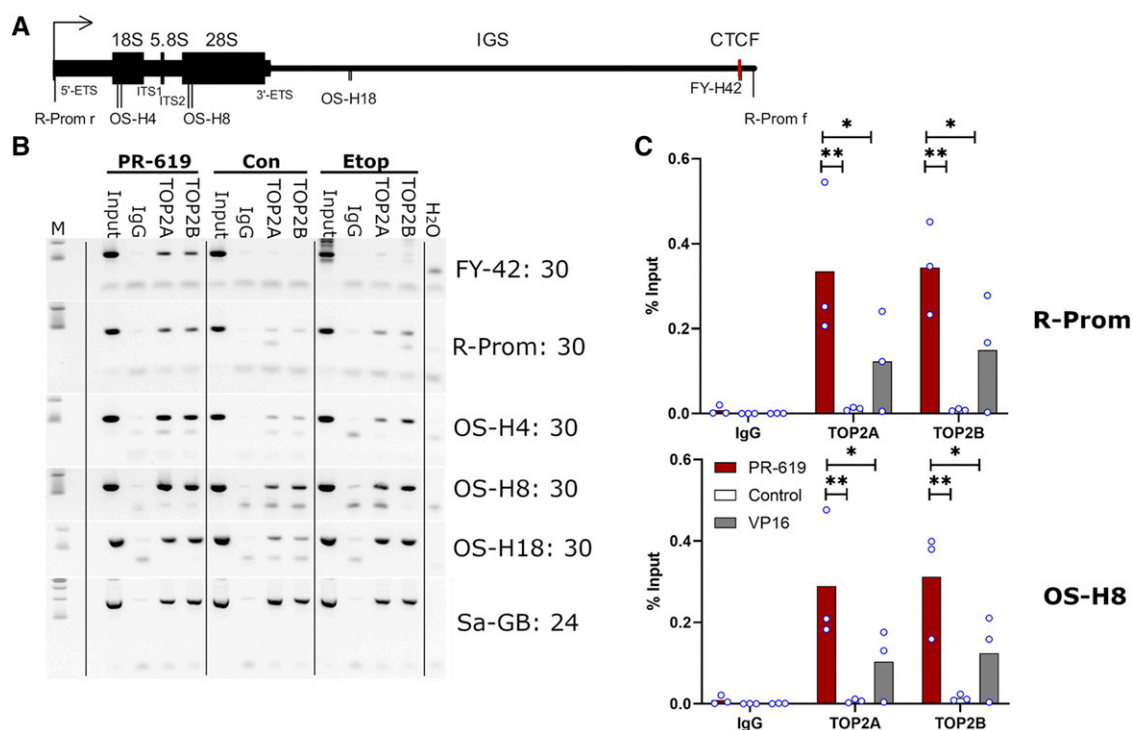 A
18S 5.8S 28S IGS CTCF
5'-ETS ITS1 ITS2 3'-ETS
R-Prom r OS-H4 OS-H8 OS-H18 FY-H42 R-Prom f
B
PR-619 Con Etop
M Input IgG TOP2A TOP2B Input IgG TOP2A TOP2B Input IgG TOP2A TOP2B H2O
FY-42: 30
R-Prom: 30
OS-H4: 30
OS-H8: 30
OS-H18: 30
Sa-GB: 24
C
*
*
**
**
0.6
0.4
0.2
0.0
% Input
IgG TOP2A TOP2B
R-Prom
*
*
**
**
0.6
0.4
0.2
0.0
% Input
PR-619
Control
VP16
IgG TOP2A TOP2B
OS-H8